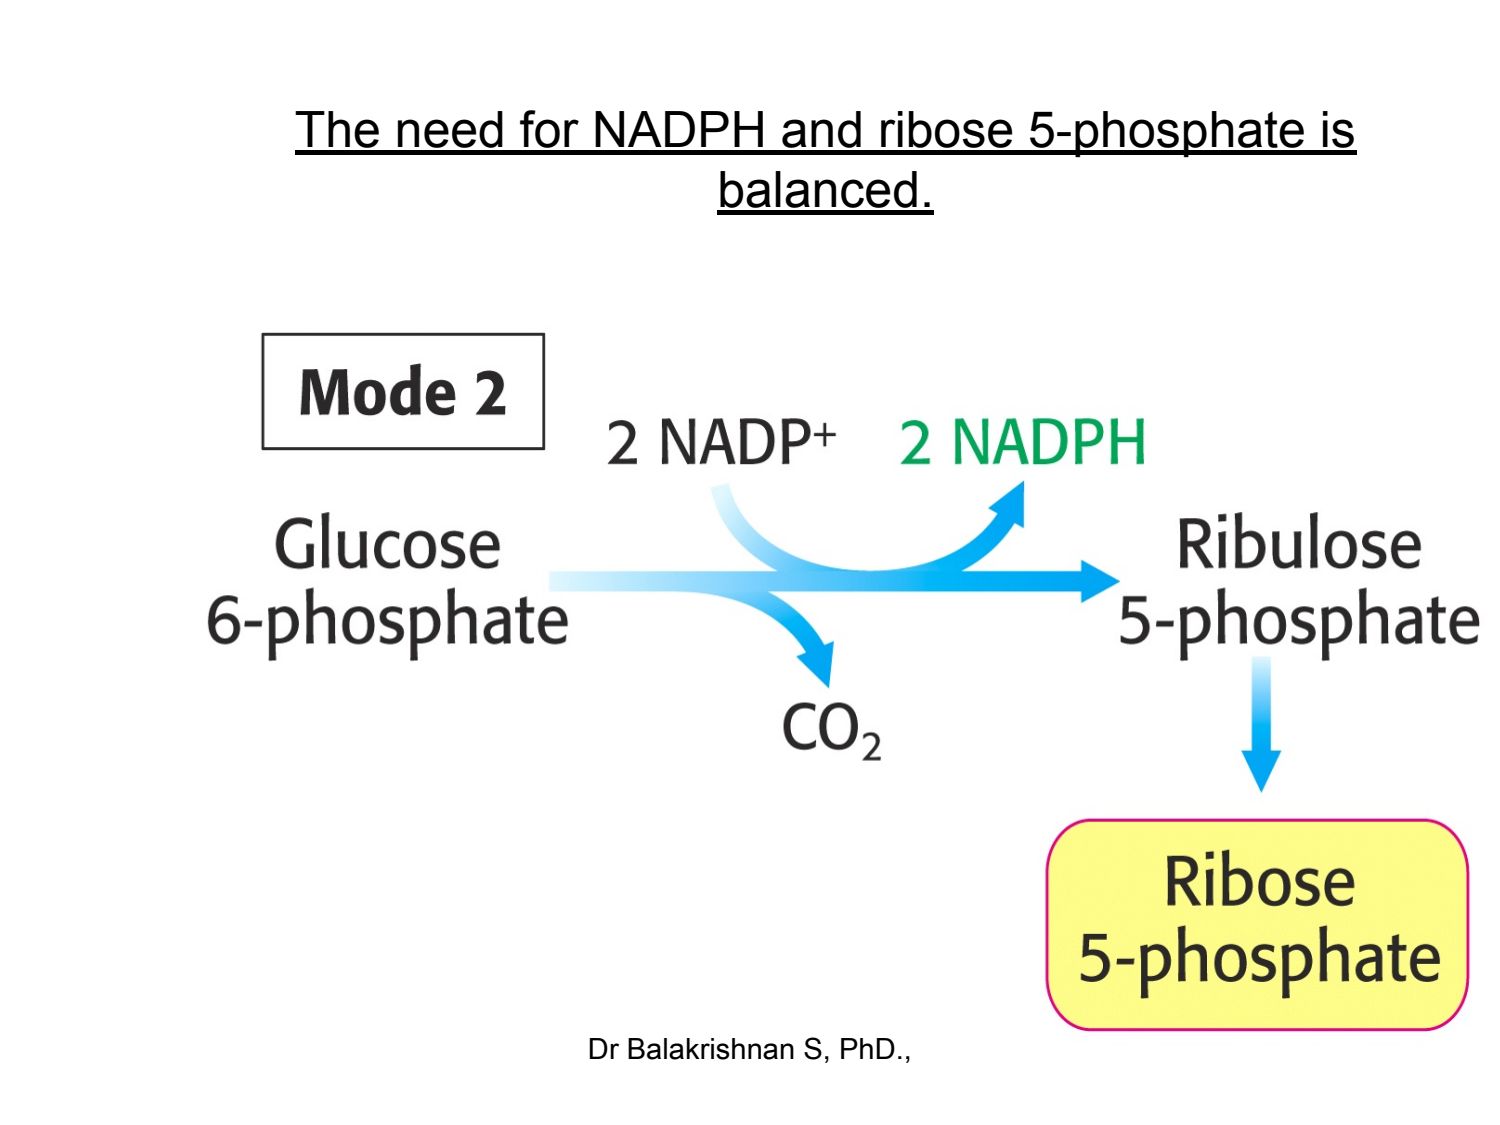 The need for NADPH and ribose 5-phosphate is
balanced.
Mode 2
2 NADP⁺ 2 NADPH
Glucose
6-phosphate
Ribulose
5-phosphate
CO₂
Ribose
5-phosphate
Dr Balakrishnan S, PhD.,